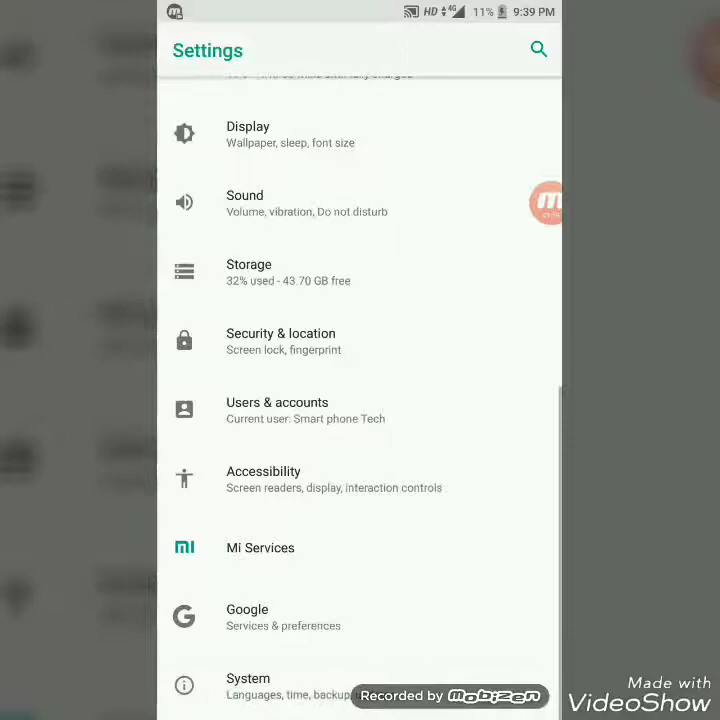 HD 4G 11% 9:39 PM
Settings
Display
Wallpaper, sleep, font size
Sound
Volume, vibration, Do not disturb
Storage
32% used - 43.70 GB free
Security & location
Screen lock, fingerprint
Users & accounts
Current user: Smart phone Tech
Accessibility
Screen readers, display, interaction controls
Mi Services
Google
Services & preferences
System
Languages, time, backup,
Recorded by mobizen
Made with
VideoShow